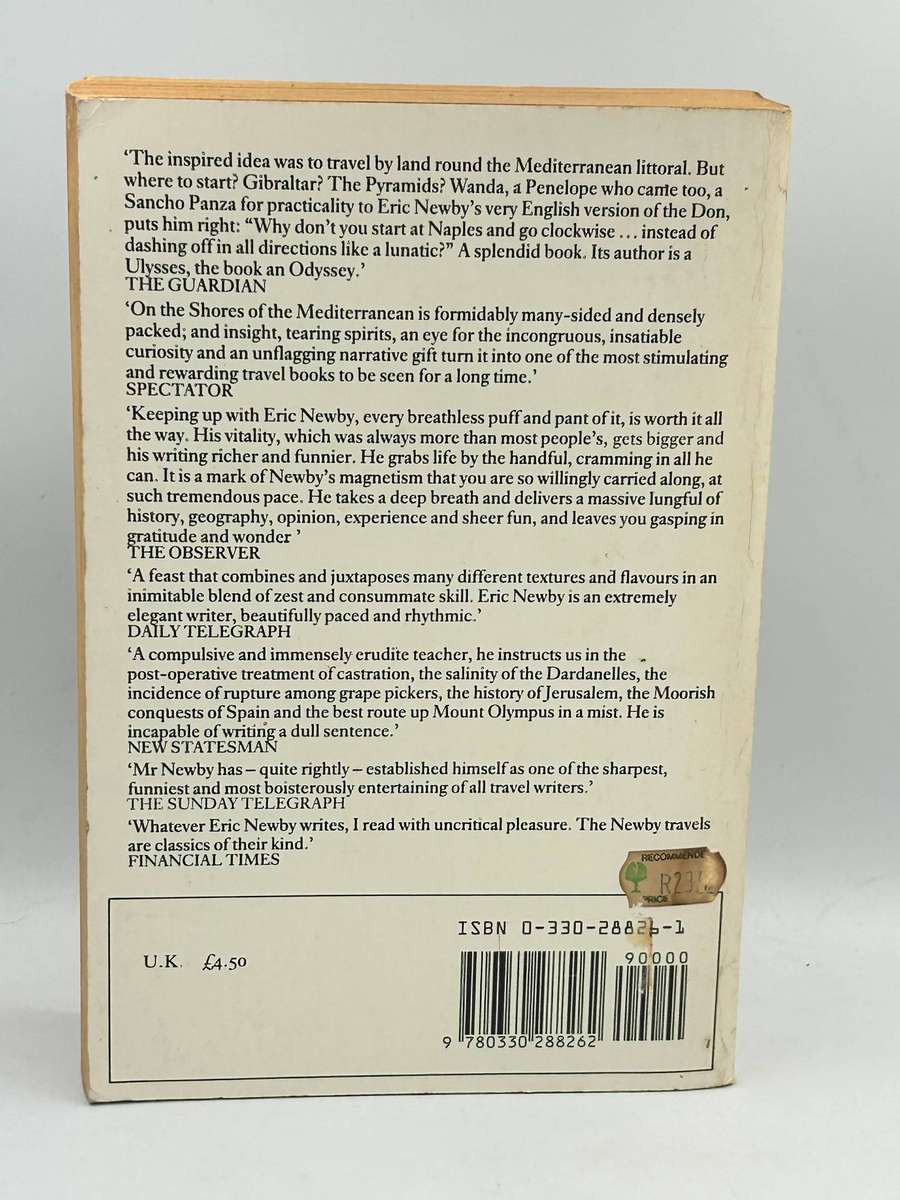 ‘The inspired idea was to travel by land round the Mediterranean littoral. But
where to start? Gibraltar? The Pyramids? Wanda, a Penelope who came too, a
Sancho Panza for practicality to Eric Newby’s very English version of the Don,
puts him right: “Why don’t you start at Naples and go clockwise ... instead of
dashing off in all directions like a lunatic?” A splendid book. Its author is a
Ulysses, the book an Odyssey.’
THE GUARDIAN
‘On the Shores of the Mediterranean is formidably many-sided and densely
packed; and insight, tearing spirits, an eye for the incongruous, insatiable
curiosity and an unflagging narrative gift turn it into one of the most stimulating
and rewarding travel books to be seen for a long time.’
SPECTATOR
‘Keeping up with Eric Newby, every breathless puff and pant of it, is worth it all
the way. His vitality, which was always more than most people’s, gets bigger and
his writing richer and funnier. He grabs life by the handful, cramming in all he
can. It is a mark of Newby’s magnetism that you are so willingly carried along, at
such tremendous pace. He takes a deep breath and delivers a massive lungful of
history, geography, opinion, experience and sheer fun, and leaves you gasping in
gratitude and wonder ’
THE OBSERVER
‘A feast that combines and juxtaposes many different textures and flavours in an
inimitable blend of zest and consummate skill. Eric Newby is an extremely
elegant writer, beautifully paced and rhythmic.’
DAILY TELEGRAPH
‘A compulsive and immensely erudite teacher, he instructs us in the
post-operative treatment of castration, the salinity of the Dardanelles, the
incidence of rupture among grape pickers, the history of Jerusalem, the Moorish
conquests of Spain and the best route up Mount Olympus in a mist. He is
incapable of writing a dull sentence.’
NEW STATESMAN
‘Mr Newby has – quite rightly – established himself as one of the sharpest,
funniest and most boisterously entertaining of all travel writers.’
THE SUNDAY TELEGRAPH
‘Whatever Eric Newby writes, I read with uncritical pleasure. The Newby travels
are classics of their kind.’
FINANCIAL TIMES
RECOMMENDE
PRICE
ISBN 0-330-28826-1
U.K. £4.50
90000
9 780330 288262